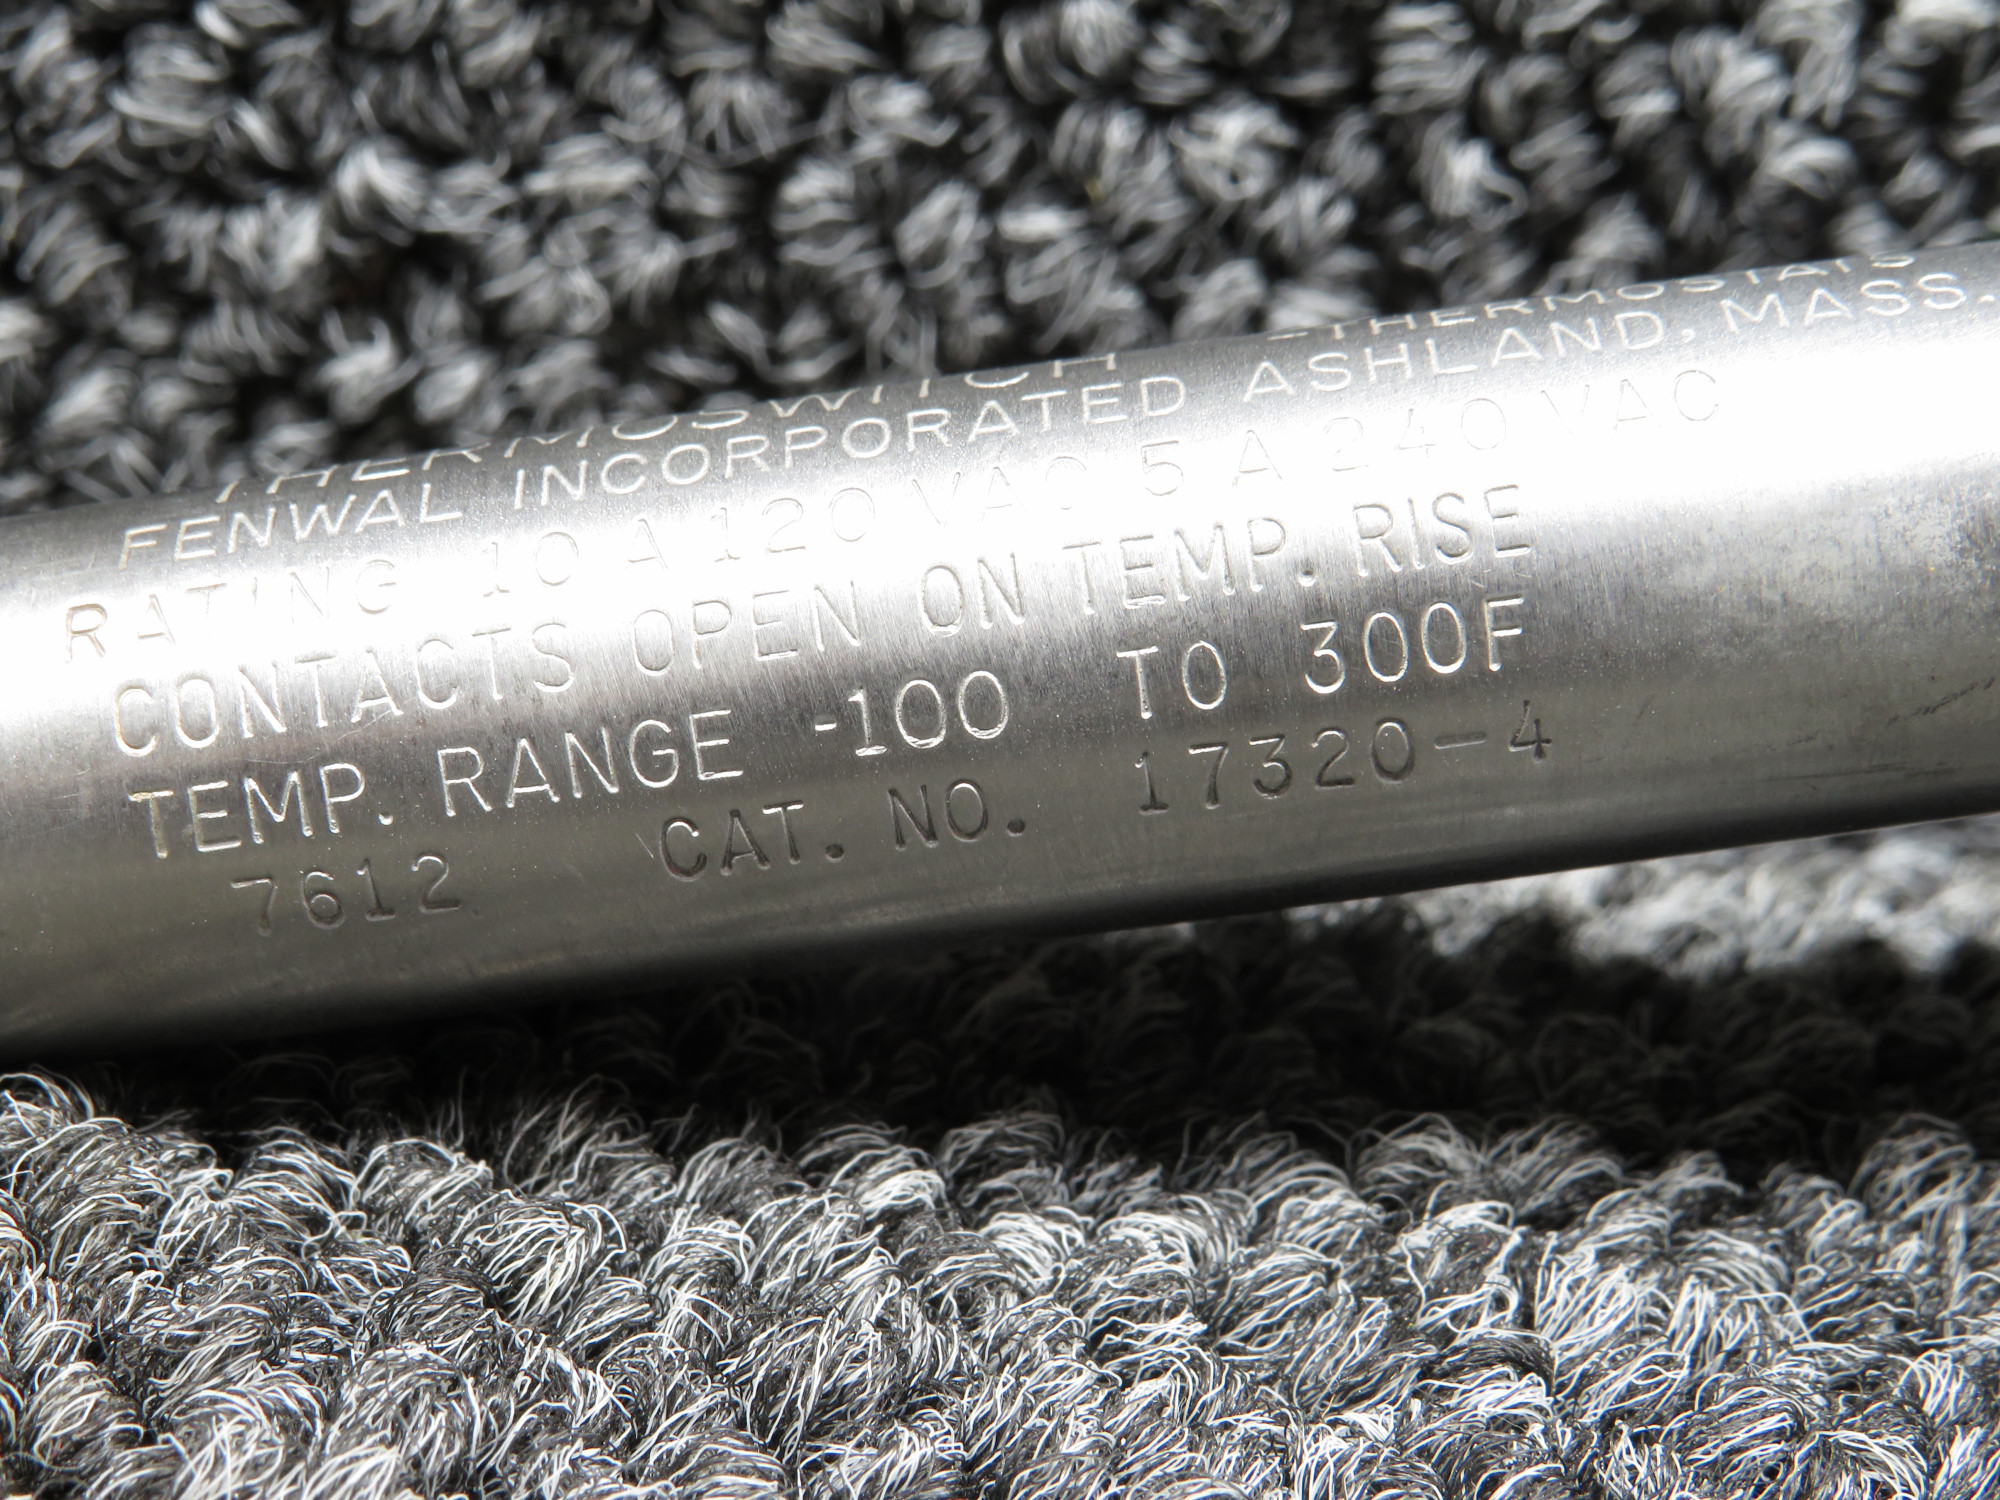 THERMOSWITCH THERMOSTATS
FENWAL INCORPORATED ASHLAND, MASS.
RATING 10 A 120 VAC 5 A 240 VAC
CONTACTS OPEN ON TEMP. RISE
TEMP. RANGE -100 TO 300F
7612 CAT. NO. 17320-4